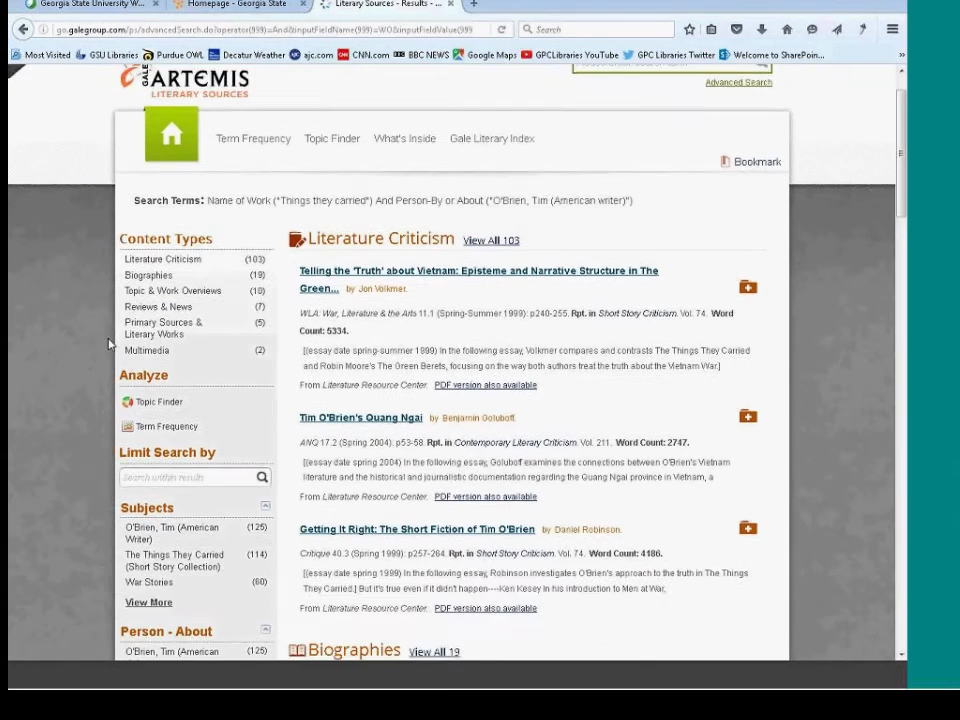 Georgia State University W...
Homepage - Georgia State
Literary Sources - Results - ...
go.galegroup.com/ps/advancedSearch.do?operator(999)=And&inputFieldName(999)=WO&inputFieldValue(999
Search
Most Visited GSU Libraries Purdue OWL Decatur Weather ajc.com CNN.com BBC NEWS Google Maps GPCLibraries YouTube GPC Libraries Twitter Welcome to SharePoin...
GALE
ARTEMIS
LITERARY SOURCES
Advanced Search
Term Frequency Topic Finder What's Inside Gale Literary Index
Bookmark
Search Terms: Name of Work ("Things they carried") And Person-By or About ("O'Brien, Tim (American writer)")
Content Types
Literature Criticism (103)
Biographies (19)
Topic & Work Overviews (10)
Reviews & News (7)
Primary Sources & (5)
Literary Works
Multimedia (2)
Analyze
Topic Finder
Term Frequency
Limit Search by
Search within results
Subjects
O'Brien, Tim (American (125)
Writer)
The Things They Carried (114)
(Short Story Collection)
War Stories (60)
View More
Person - About
O'Brien, Tim (American (125)
Literature Criticism View All 103
Telling the 'Truth' about Vietnam: Episteme and Narrative Structure in The
Green... by Jon Volkmer.
WLA: War, Literature & the Arts 11.1 (Spring-Summer 1999): p240-255. Rpt. in Short Story Criticism. Vol. 74. Word
Count: 5334.
[(essay date spring-summer 1999) In the following essay, Volkmer compares and contrasts The Things They Carried
and Robin Moore's The Green Berets, focusing on the way both authors treat the truth about the Vietnam War.]
From Literature Resource Center. PDF version also available
Tim O'Brien's Quang Ngai by Benjamin Goluboff.
ANQ 17.2 (Spring 2004): p53-58. Rpt. in Contemporary Literary Criticism. Vol. 211. Word Count: 2747.
[(essay date spring 2004) In the following essay, Goluboff examines the connections between O'Brien's Vietnam
literature and the historical and journalistic documentation regarding the Quang Ngai province in Vietnam, a
From Literature Resource Center. PDF version also available
Getting It Right: The Short Fiction of Tim O'Brien by Daniel Robinson.
Critique 40.3 (Spring 1999): p257-264. Rpt. in Short Story Criticism. Vol. 74. Word Count: 4186.
[(essay date spring 1999) In the following essay, Robinson investigates O'Brien's approach to the truth in The Things
They Carried.] But it's true even if it didn't happen----Ken Kesey In his introduction to Men at War,
From Literature Resource Center. PDF version also available
Biographies View All 19